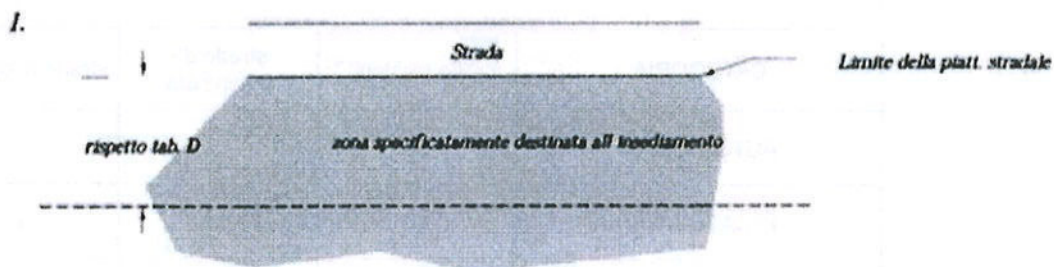 1.
Strada
Limite della piatt. stradale
rispetto tab. D
zona specificatamente destinata all' insediamento